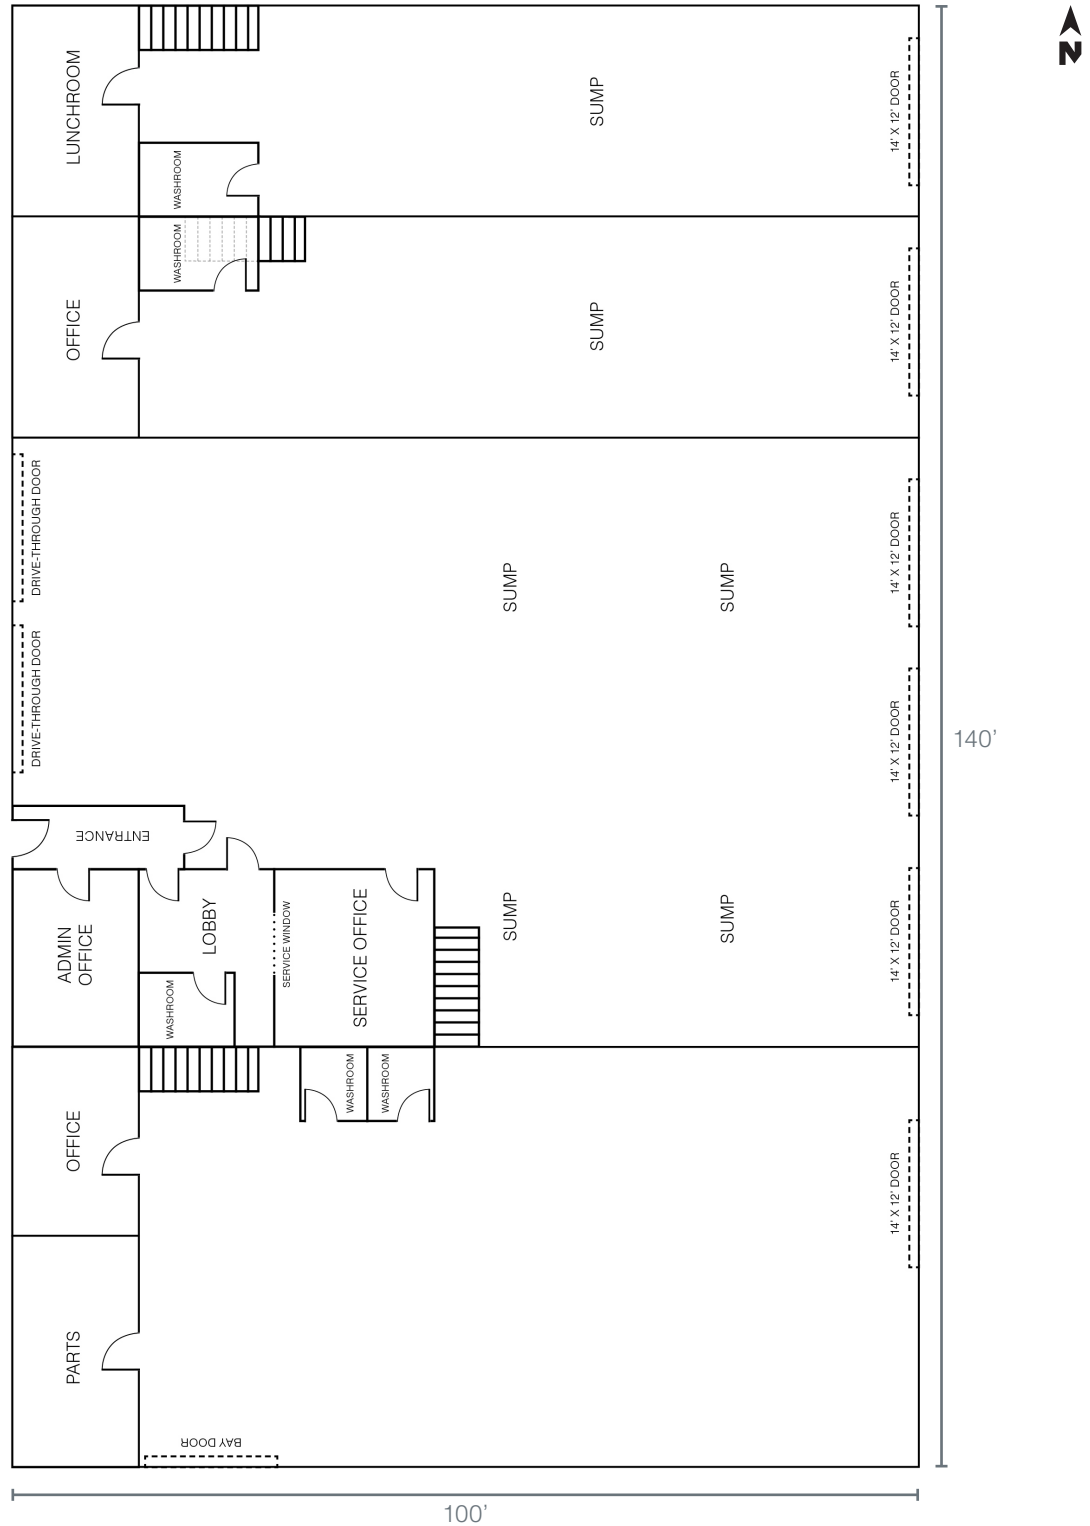 N
LUNCHROOM
SUMP
14' X 12' DOOR
WASHROOM
WASHROOM
OFFICE
SUMP
14' X 12' DOOR
DRIVE-THROUGH DOOR
SUMP
SUMP
14' X 12' DOOR
DRIVE-THROUGH DOOR
14' X 12' DOOR
140’
ENTRANCE
ADMIN
OFFICE
LOBBY
SERVICE WINDOW
SERVICE OFFICE
SUMP
SUMP
14' X 12' DOOR
WASHROOM
WASHROOM
WASHROOM
OFFICE
14' X 12' DOOR
PARTS
BAY DOOR
100’